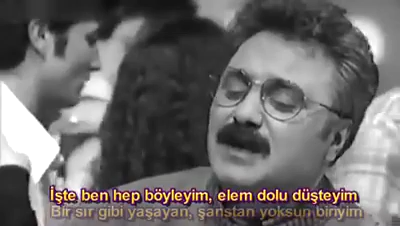 İşte ben hep böyleyim, elem dolu düşteyim
Bir sır gibi yaşayan, şanstan yoksun biriyim